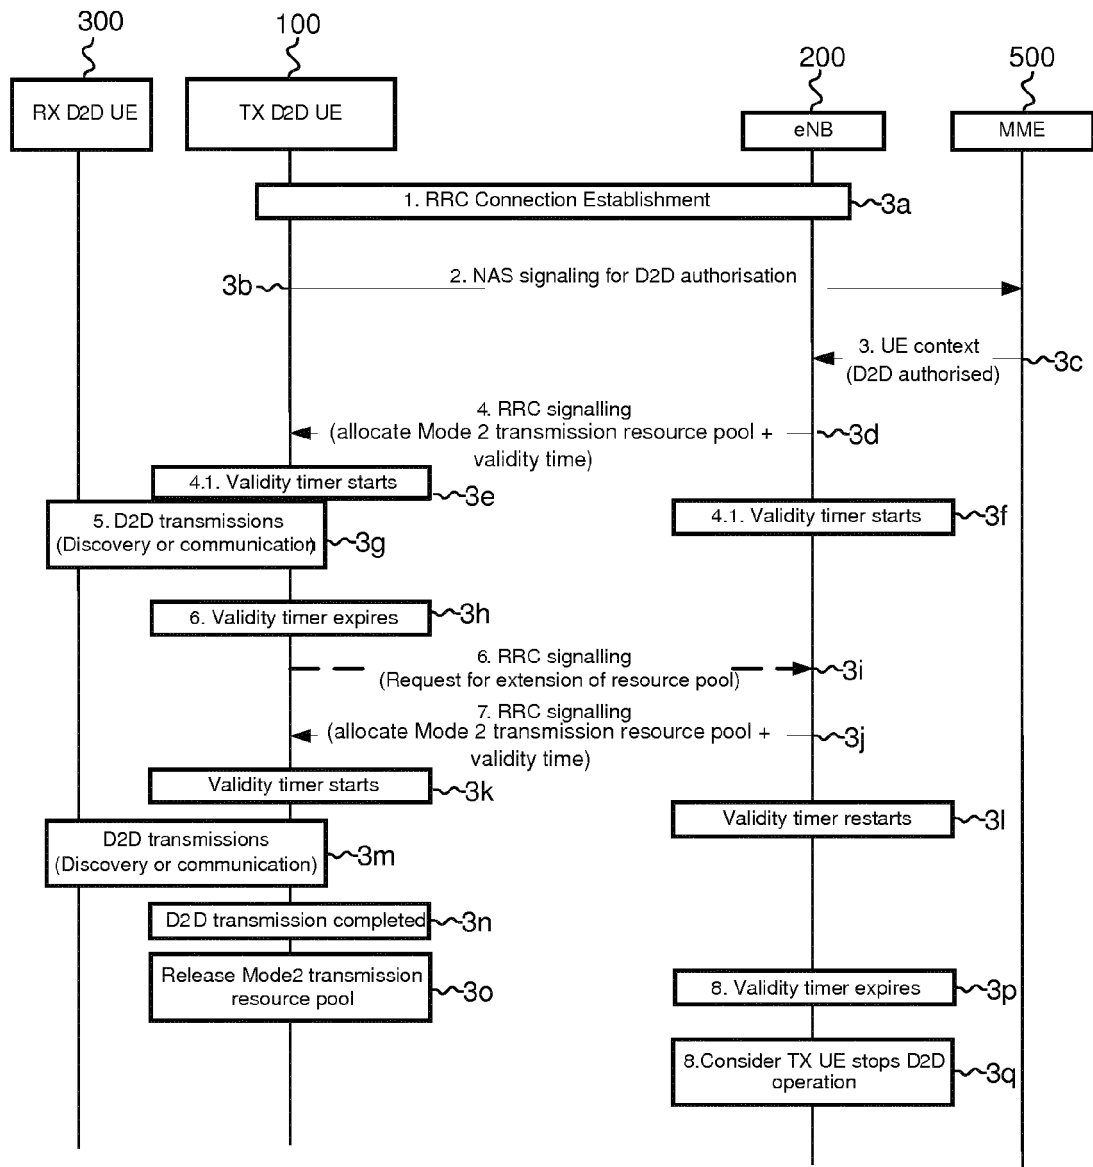 300
100
200
500
RX D2D UE
TX D2D UE
eNB
MME
1. RRC Connection Establishment
3a
2. NAS signaling for D2D authorisation
3b
3. UE context
(D2D authorised)
3c
4. RRC signalling
(allocate Mode 2 transmission resource pool +
validity time)
3d
4.1. Validity timer starts
3e
4.1. Validity timer starts
3f
5. D2D transmissions
(Discovery or communication)
3g
6. Validity timer expires
3h
6. RRC signalling
(Request for extension of resource pool)
3i
7. RRC signalling
(allocate Mode 2 transmission resource pool +
validity time)
3j
Validity timer starts
3k
Validity timer restarts
3l
D2D transmissions
(Discovery or communication)
3m
D2D transmission completed
3n
Release Mode2 transmission
resource pool
3o
8. Validity timer expires
3p
8.Consider TX UE stops D2D
operation
3q